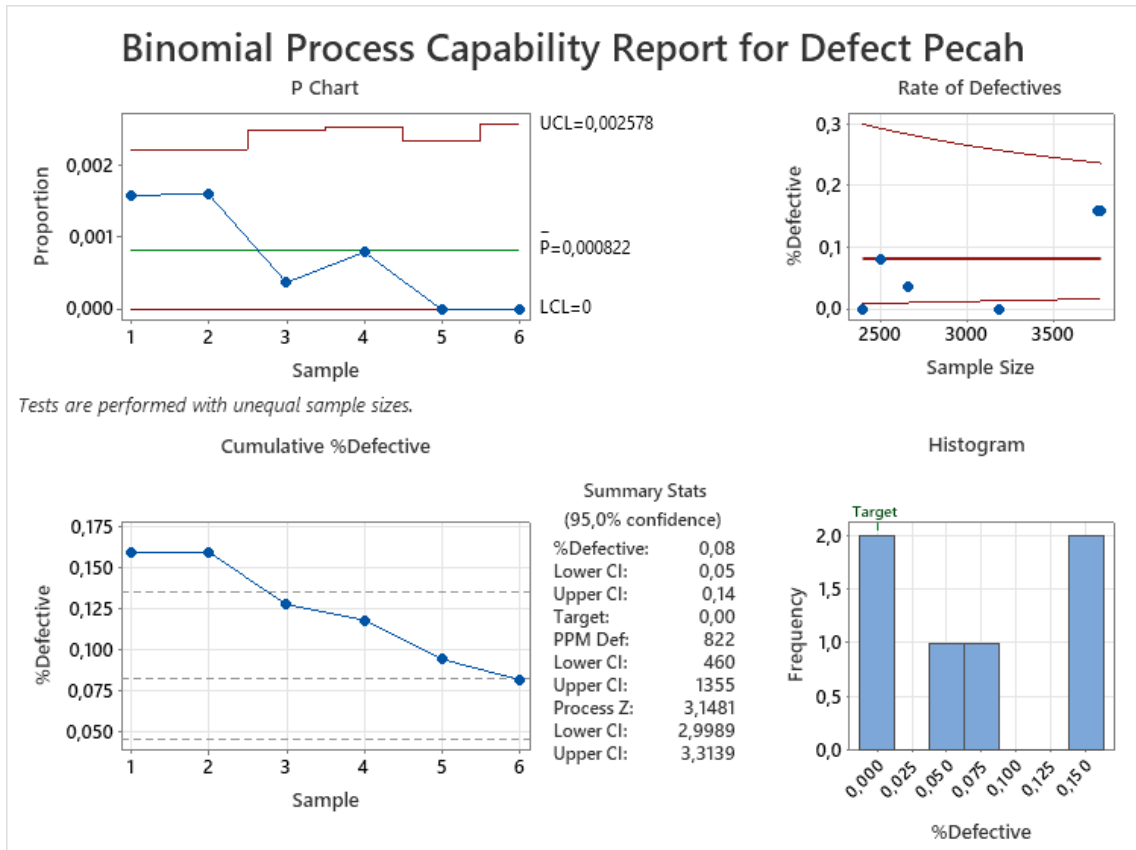 Binomial Process Capability Report for Defect Pecah
P Chart
Proportion
0,002
0,001
0,000
UCL=0,002578
_
P=0,000822
LCL=0
1 2 3 4 5 6
Sample
Tests are performed with unequal sample sizes.
Rate of Defectives
%Defective
0,3
0,2
0,1
0,0
2500 3000 3500
Sample Size
Cumulative %Defective
%Defective
0,175
0,150
0,125
0,100
0,075
0,050
1 2 3 4 5 6
Sample
Summary Stats
(95,0% confidence)
%Defective: 0,08
Lower CI: 0,05
Upper CI: 0,14
Target: 0,00
PPM Def: 822
Lower CI: 460
Upper CI: 1355
Process Z: 3,1481
Lower CI: 2,9989
Upper CI: 3,3139
Histogram
Target
Frequency
2,0
1,5
1,0
0,5
0,0
0,000 0,025 0,050 0,075 0,100 0,125 0,150
%Defective